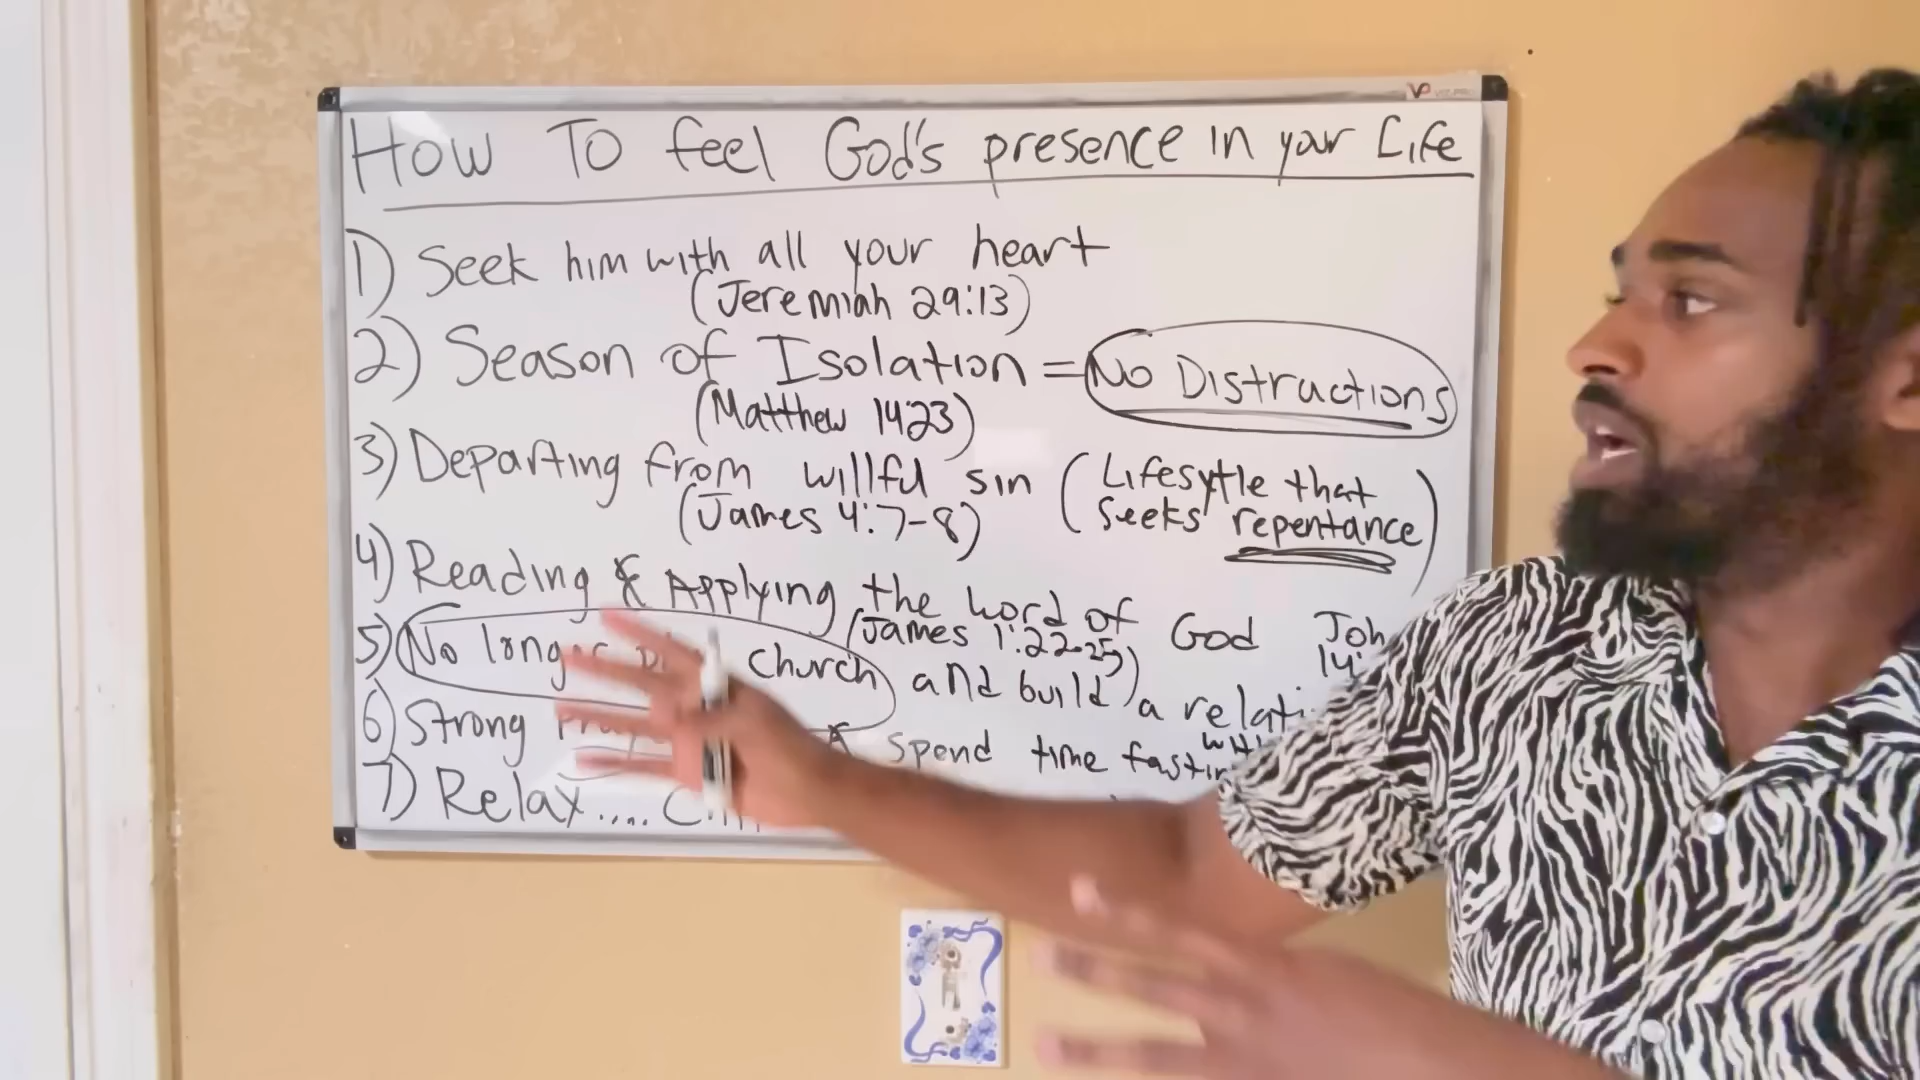 How To feel God's presence in your Life
1) Seek him with all your heart
(Jeremiah 29:13)
2) Season of Isolation = No Distractions
(Matthew 14:23)
3) Departing from willful sin (Lifesytle that
seeks repentance)
(James 4:7-8)
4) Reading & Applying the word of God
(James 1:22-25)
5) No longer church and build a
6) Strong spend time
7) Relax....